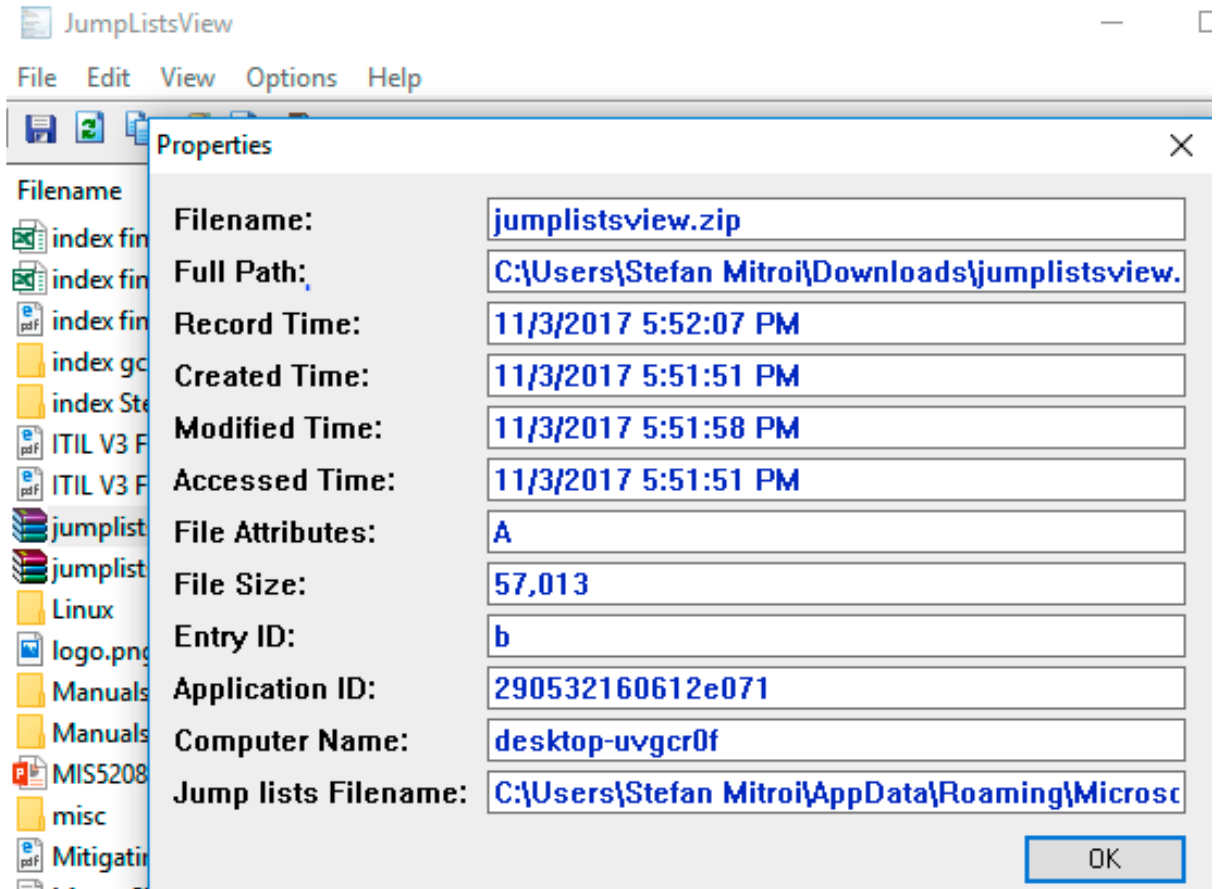 JumpListsView
File Edit View Options Help
Properties
Filename
index fin
index fin
index fin
index gc
index Ste
ITIL V3 F
ITIL V3 F
jumplist
jumplist
Linux
logo.png
Manuals
Manuals
MIS5208
misc
Mitigatin
Filename: jumplistsview.zip
Full Path: C:\Users\Stefan Mitroi\Downloads\jumplistsview.
Record Time: 11/3/2017 5:52:07 PM
Created Time: 11/3/2017 5:51:51 PM
Modified Time: 11/3/2017 5:51:58 PM
Accessed Time: 11/3/2017 5:51:51 PM
File Attributes: A
File Size: 57,013
Entry ID: b
Application ID: 290532160612e071
Computer Name: desktop-uvgcr0f
Jump lists Filename: C:\Users\Stefan Mitroi\AppData\Roaming\Microsc
OK